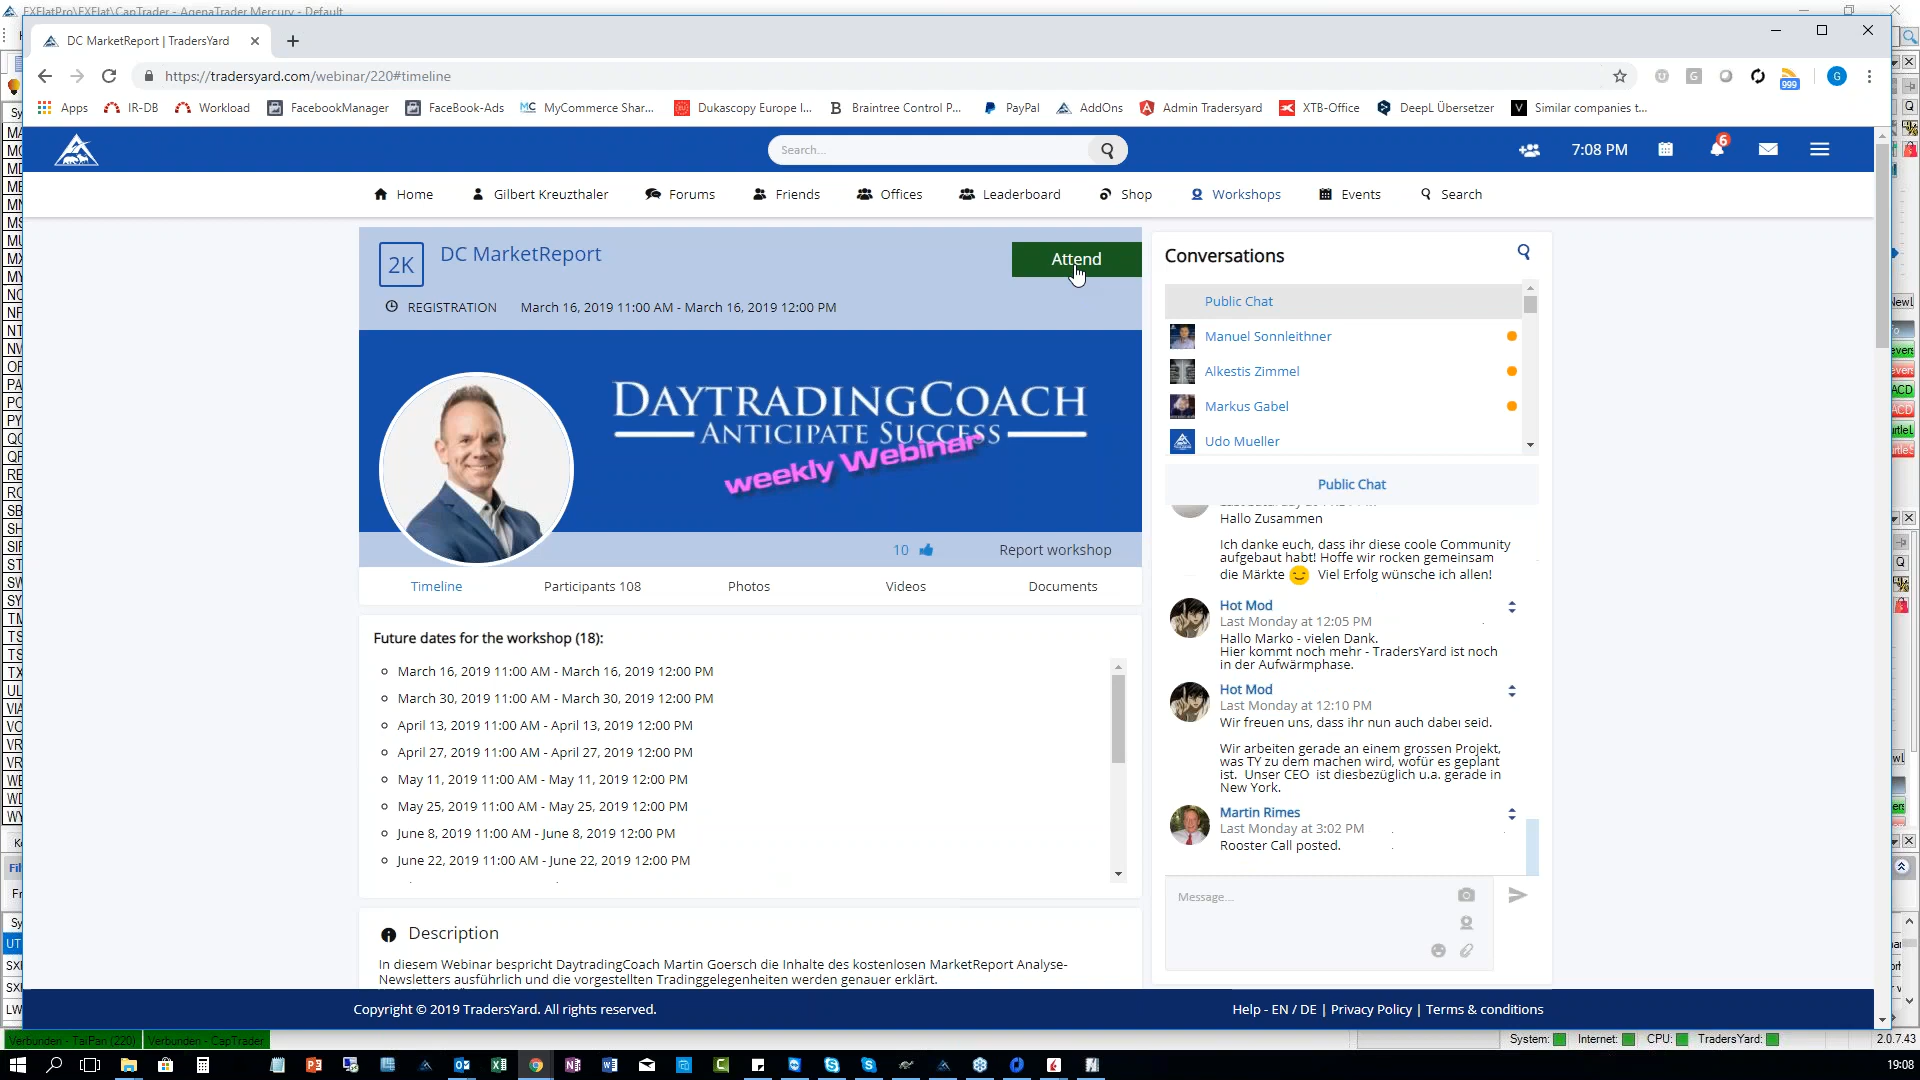 FXFlatPro\FXFlat\CapTrader - AgenaTrader Mercury - Default
DC MarketReport | TradersYard
https://tradersyard.com/webinar/220#timeline
G
999
G
Apps
IR-DB
Workload
FacebookManager
FaceBook-Ads
MyCommerce Shar...
Dukascopy Europe I...
Braintree Control P...
PayPal
AddOns
Admin Tradersyard
XTB-Office
DeepL Übersetzer
Similar companies t...
Search...
7:08 PM
6
Home
Gilbert Kreuzthaler
Forums
Friends
Offices
Leaderboard
Shop
Workshops
Events
Search
2K
DC MarketReport
Attend
REGISTRATION March 16, 2019 11:00 AM - March 16, 2019 12:00 PM
DAYTRADINGCOACH
ANTICIPATE SUCCESS
weekly Webinar
10
Report workshop
Timeline
Participants 108
Photos
Videos
Documents
Future dates for the workshop (18):
March 16, 2019 11:00 AM - March 16, 2019 12:00 PM
March 30, 2019 11:00 AM - March 30, 2019 12:00 PM
April 13, 2019 11:00 AM - April 13, 2019 12:00 PM
April 27, 2019 11:00 AM - April 27, 2019 12:00 PM
May 11, 2019 11:00 AM - May 11, 2019 12:00 PM
May 25, 2019 11:00 AM - May 25, 2019 12:00 PM
June 8, 2019 11:00 AM - June 8, 2019 12:00 PM
June 22, 2019 11:00 AM - June 22, 2019 12:00 PM
Description
In diesem Webinar bespricht DaytradingCoach Martin Goersch die Inhalte des kostenlosen MarketReport Analyse-
Newsletters ausführlich und die vorgestellten Tradinggelegenheiten werden genauer erklärt.
Conversations
Public Chat
Manuel Sonnleithner
Alkestis Zimmel
Markus Gabel
Udo Mueller
Public Chat
Hallo Zusammen
Ich danke euch, dass ihr diese coole Community
aufgebaut habt! Hoffe wir rocken gemeinsam
die Märkte Viel Erfolg wünsche ich allen!
Hot Mod
Last Monday at 12:05 PM
Hallo Marko - vielen Dank.
Hier kommt noch mehr - TradersYard ist noch
in der Aufwärmphase.
Hot Mod
Last Monday at 12:10 PM
Wir freuen uns, dass ihr nun auch dabei seid.
Wir arbeiten gerade an einem grossen Projekt,
was TY zu dem machen wird, wofür es geplant
ist. Unser CEO ist diesbezüglich u.a. gerade in
New York.
Martin Rimes
Last Monday at 3:02 PM
Rooster Call posted.
Message...
Copyright © 2019 TradersYard. All rights reserved.
Help - EN / DE | Privacy Policy | Terms & conditions
Verbunden - TaiPan (220)
Verbunden - CapTrader
System:
Internet:
CPU:
TradersYard:
2.0.7.43
19:08